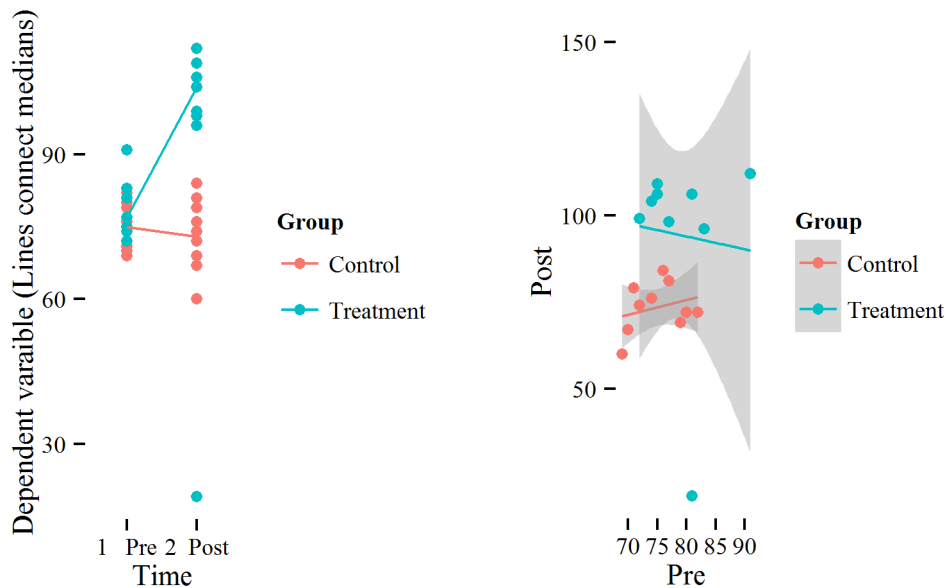 Dependent varaible (Lines connect medians)
90
60
30
1 Pre 2 Post
Time
Group
Control
Treatment
Post
150
100
50
70 75 80 85 90
Pre
Group
Control
Treatment